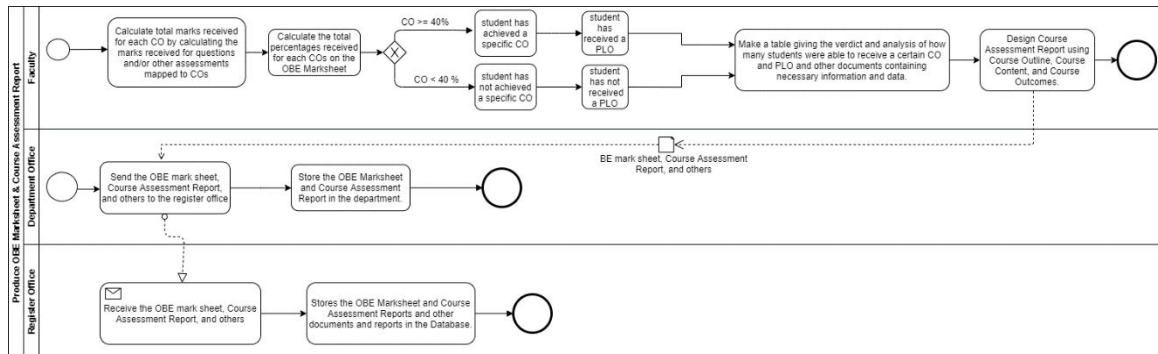 Produce OBE Marksheet & Course Assessment Report
Faculty
Calculate total marks received
for each CO by calculating the
marks received for questions
and/or other assessments
mapped to COs
Calculate the total
percentages received
for each COs on the
OBE Marksheet
CO >= 40%
CO < 40 %
student has
achieved a
specific CO
student
has
received a
PLO
student has
not achieved
a specific CO
student
has not
received
a PLO
Make a table giving the verdict and analysis of how
many students were able to receive a certain CO
and PLO and other documents containing
necessary information and data.
Design Course
Assessment Report using
Course Outline, Course
Content, and Course
Outcomes.
Department Office
BE mark sheet, Course Assessment
Report, and others
Send the OBE mark sheet,
Course Assessment Report,
and others to the register office
Store the OBE Marksheet
and Course Assessment
Report in the department.
Register Office
Receive the OBE mark sheet, Course
Assessment Report, and others
Stores the OBE Marksheet and Course
Assessment Reports and other
documents and reports in the Database.